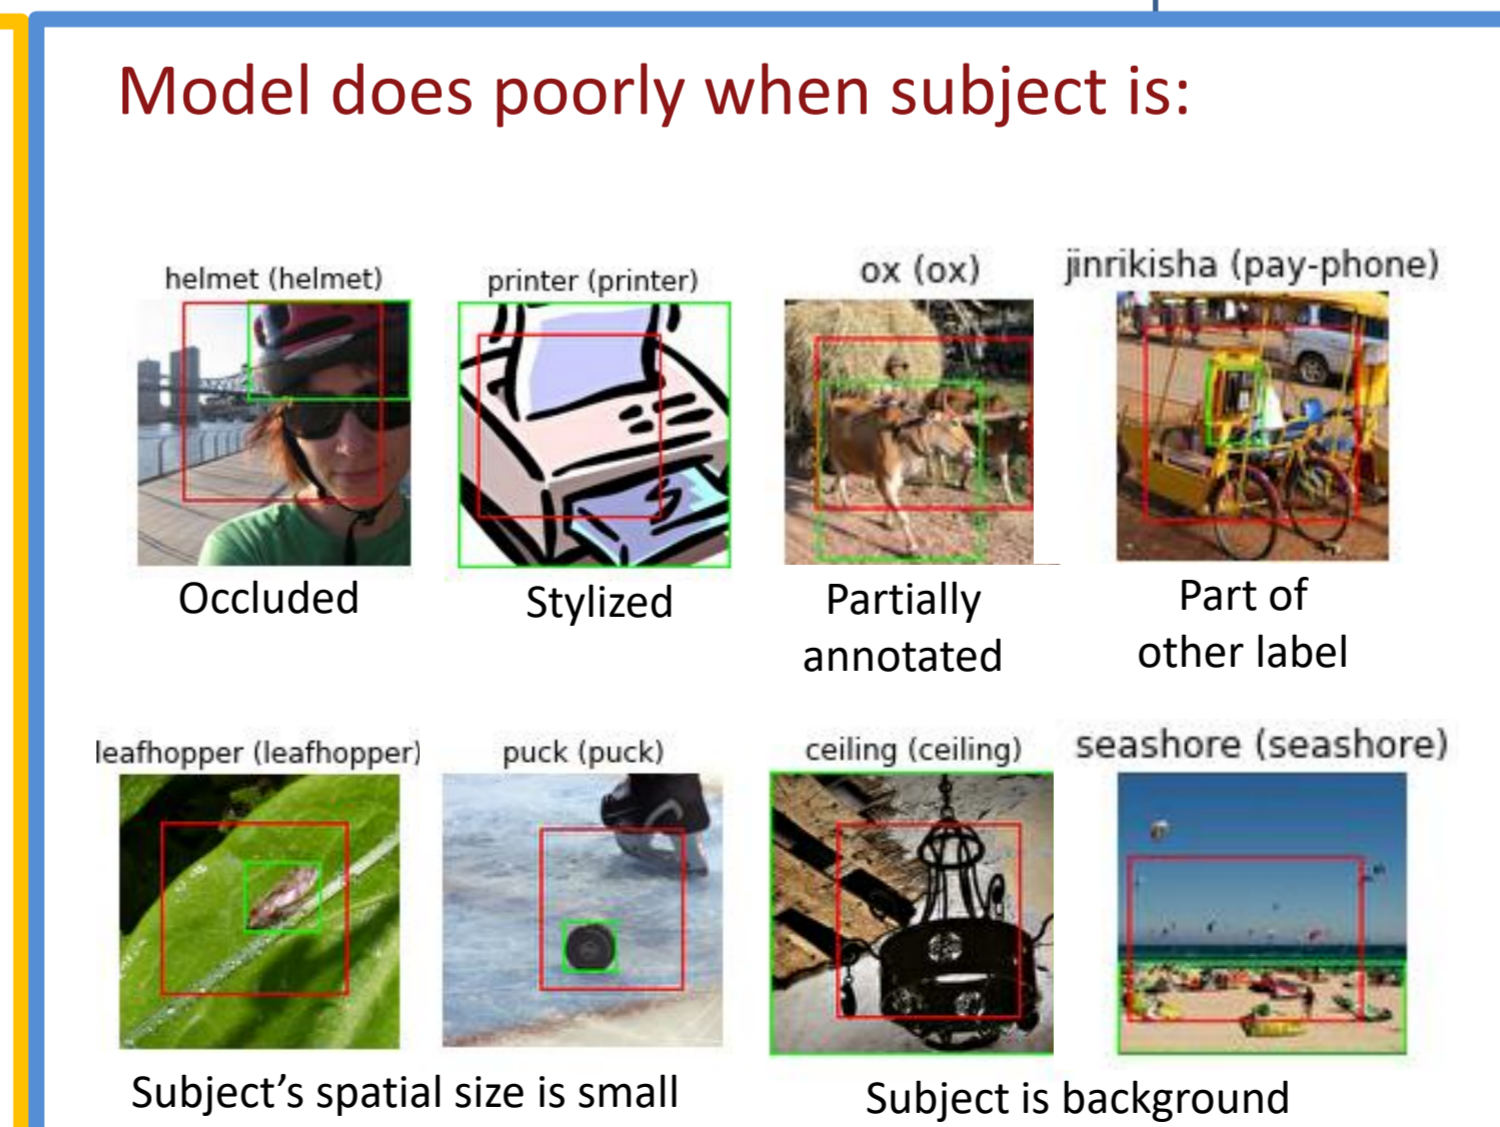 Model does poorly when subject is:
helmet (helmet)
printer (printer)
ox (ox)
jinrikisha (pay-phone)
Occluded
Stylized
Partially
annotated
Part of
other label
leafhopper (leafhopper)
puck (puck)
ceiling (ceiling)
seashore (seashore)
Subject’s spatial size is small
Subject is background